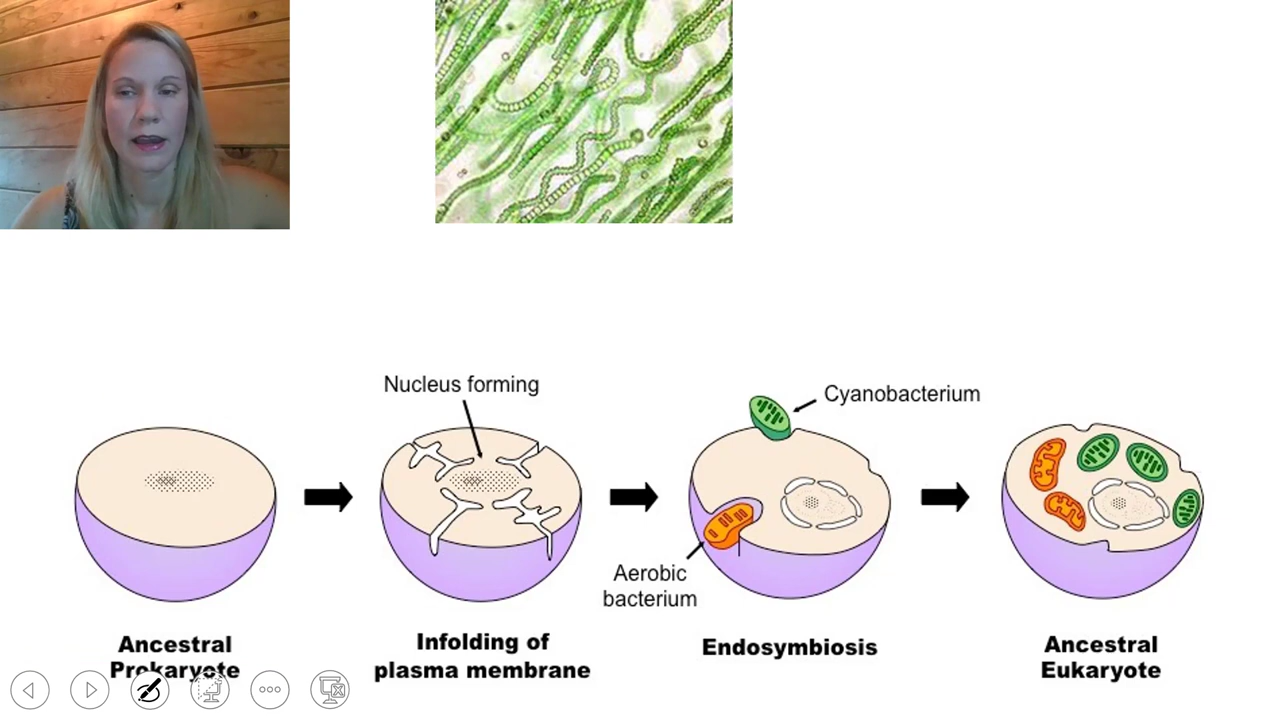 Nucleus forming
Cyanobacterium
Aerobic
bacterium
Ancestral
Prokaryote
Infolding of
plasma membrane
Endosymbiosis
Ancestral
Eukaryote